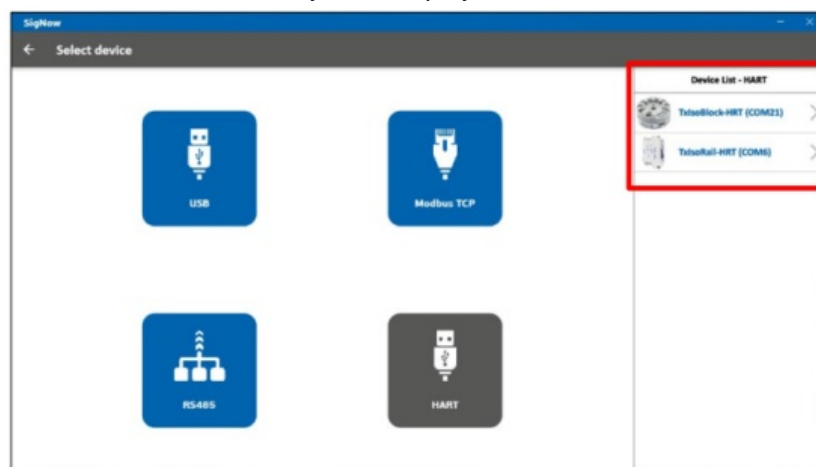 SigNow
Select device
Device List - HART
TxIsoBlock-HRT (COM21)
TxIsoRail-HRT (COM6)
USB
Modbus TCP
RS485
HART